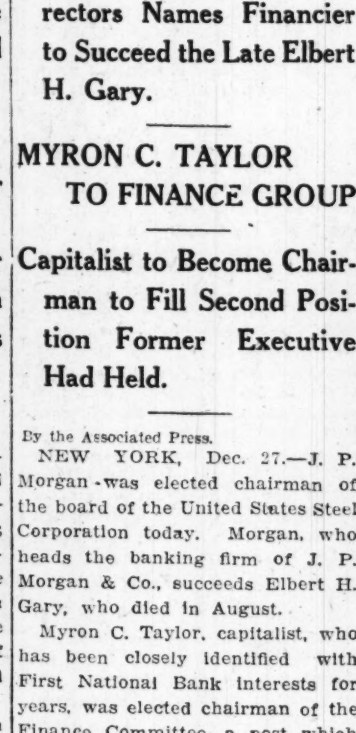 rectors Names Financier
to Succeed the Late Elbert
H. Gary.
MYRON C. TAYLOR
TO FINANCE GROUP
Capitalist to Become Chair-
man to Fill Second Posi-
tion Former Executive
Had Held.
By the Associated Press.
NEW YORK, Dec. 27.—J. P.
Morgan was elected chairman of
the board of the United States Steel
Corporation today. Morgan, who
heads the banking firm of J. P.
Morgan & Co., succeeds Elbert H.
Gary, who died in August.
Myron C. Taylor, capitalist, who
has been closely identified with
First National Bank interests for
years, was elected chairman of the
Finance Committee, a post which